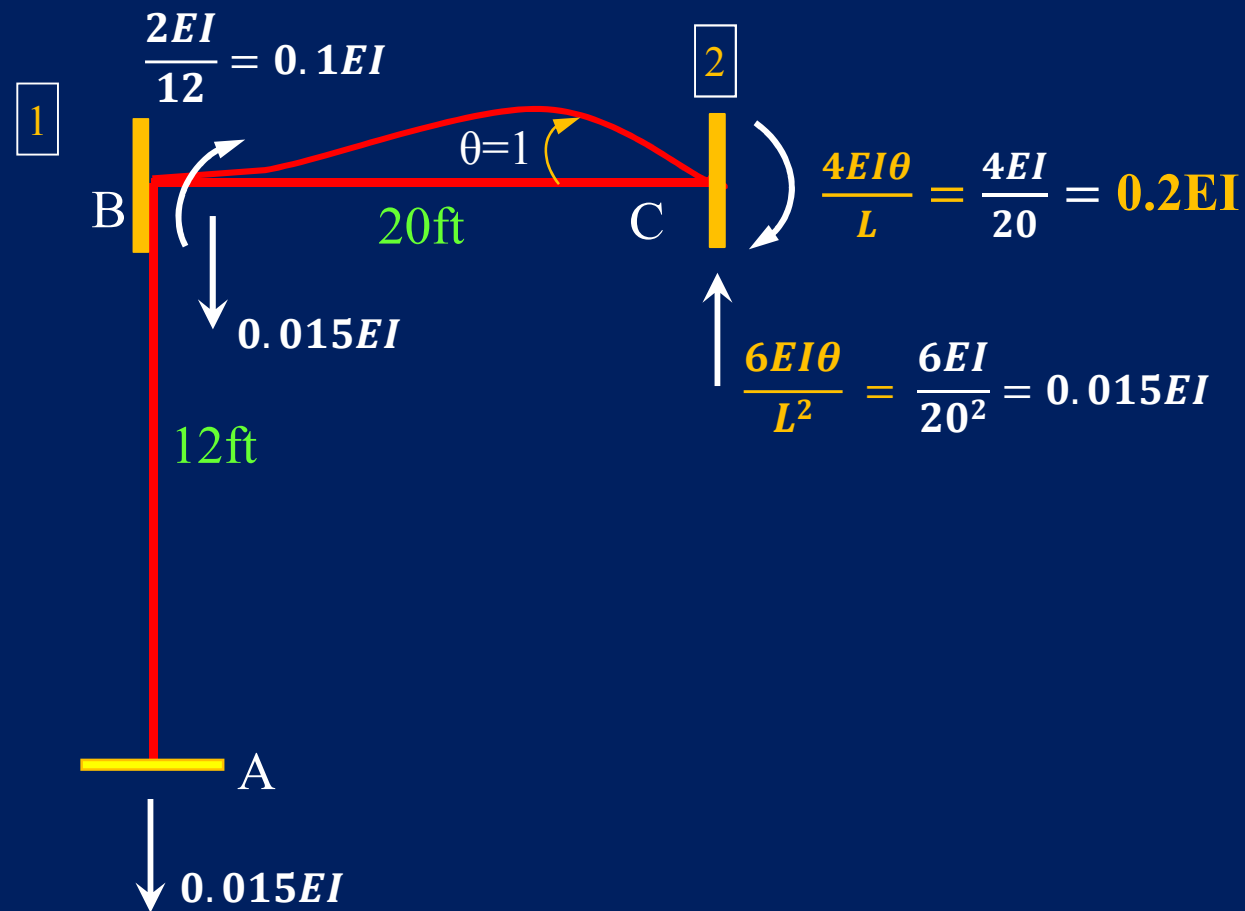 2EI/12 = 0.1EI
2
1
θ=1
4EIθ/L = 4EI/20 = 0.2EI
B
C
20ft
0.015EI
6EIθ/L² = 6EI/20² = 0.015EI
12ft
A
0.015EI